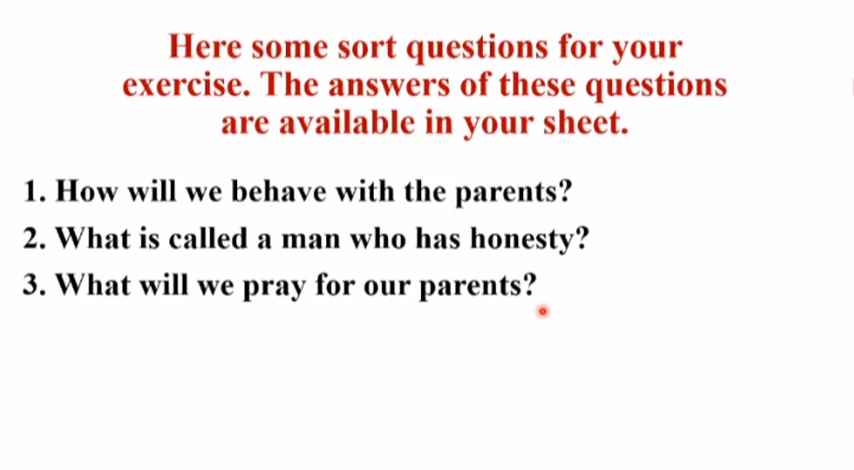 Here some sort questions for your
exercise. The answers of these questions
are available in your sheet.
1. How will we behave with the parents?
2. What is called a man who has honesty?
3. What will we pray for our parents?